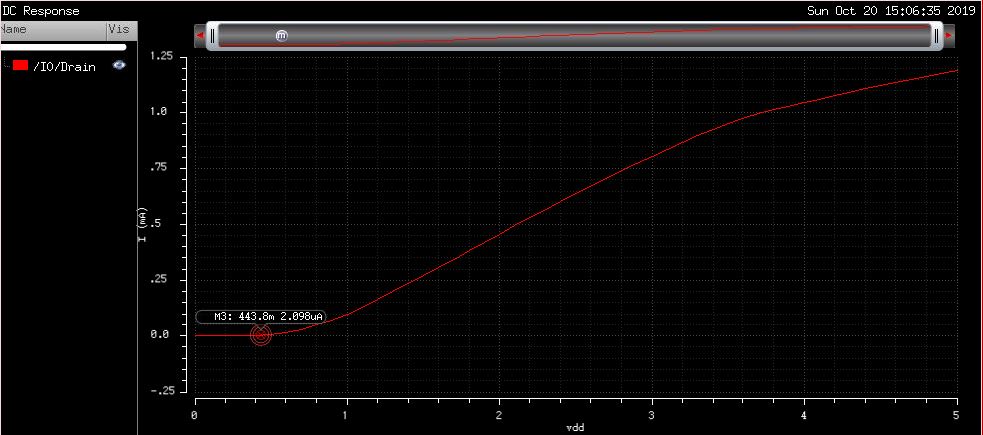 DC Response
Sun Oct 20 15:06:35 2019
Name Vis
/I0/Drain
m
1.25
1.0
.75
.5
.25
0.0
-.25
I (mA)
M3: 443.8m 2.098uA
0 1 2 3 4 5
vdd